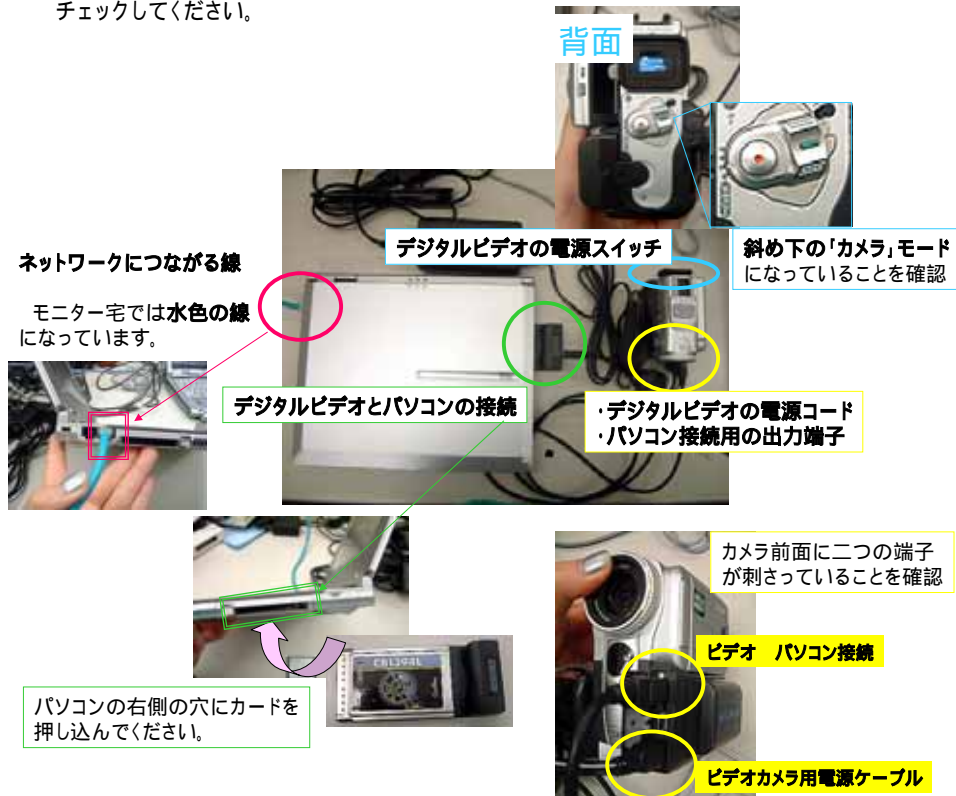 チェックしてください。
背面
デジタルビデオの電源スイッチ
斜め下の「カメラ」モード
になっていることを確認
ネットワークにつながる線
モニター宅では水色の線
になっています。
デジタルビデオとパソコンの接続
・デジタルビデオの電源コード
・パソコン接続用の出力端子
カメラ前面に二つの端子
が刺さっていることを確認
ビデオ　パソコン接続
CB1394L
パソコンの右側の穴にカードを
押し込んでください。
ビデオカメラ用電源ケーブル